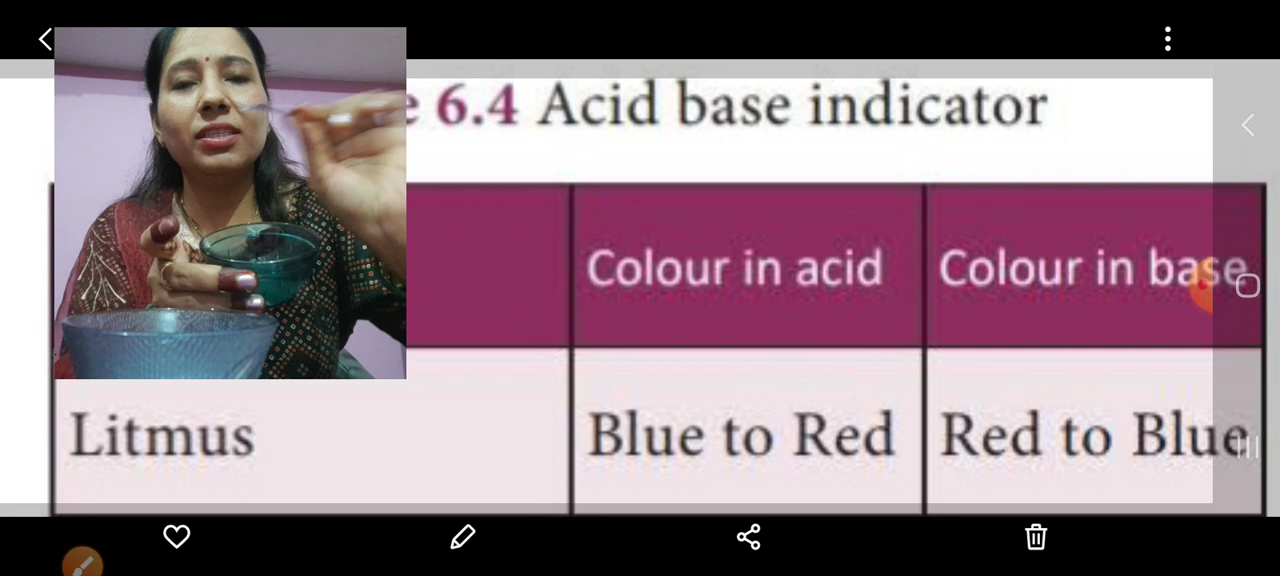 e 6.4 Acid base indicator
Colour in acid
Colour in base
Litmus
Blue to Red
Red to Blue